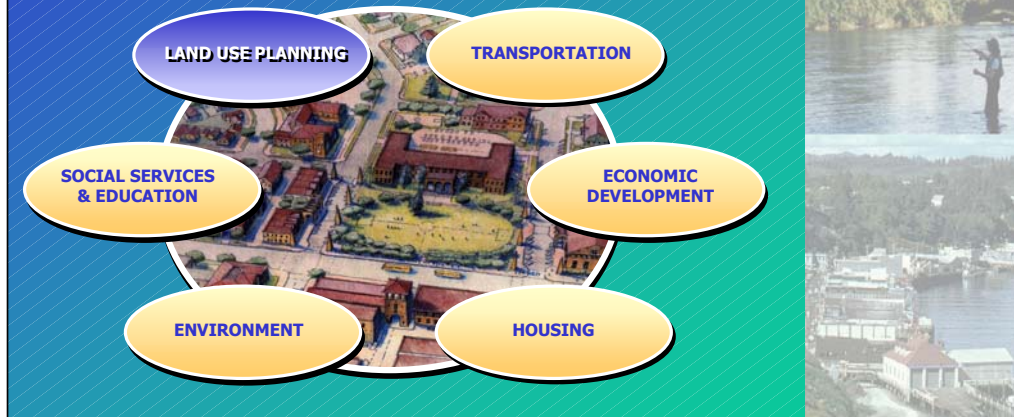 LAND USE PLANNING
TRANSPORTATION
SOCIAL SERVICES
& EDUCATION
ECONOMIC
DEVELOPMENT
ENVIRONMENT
HOUSING